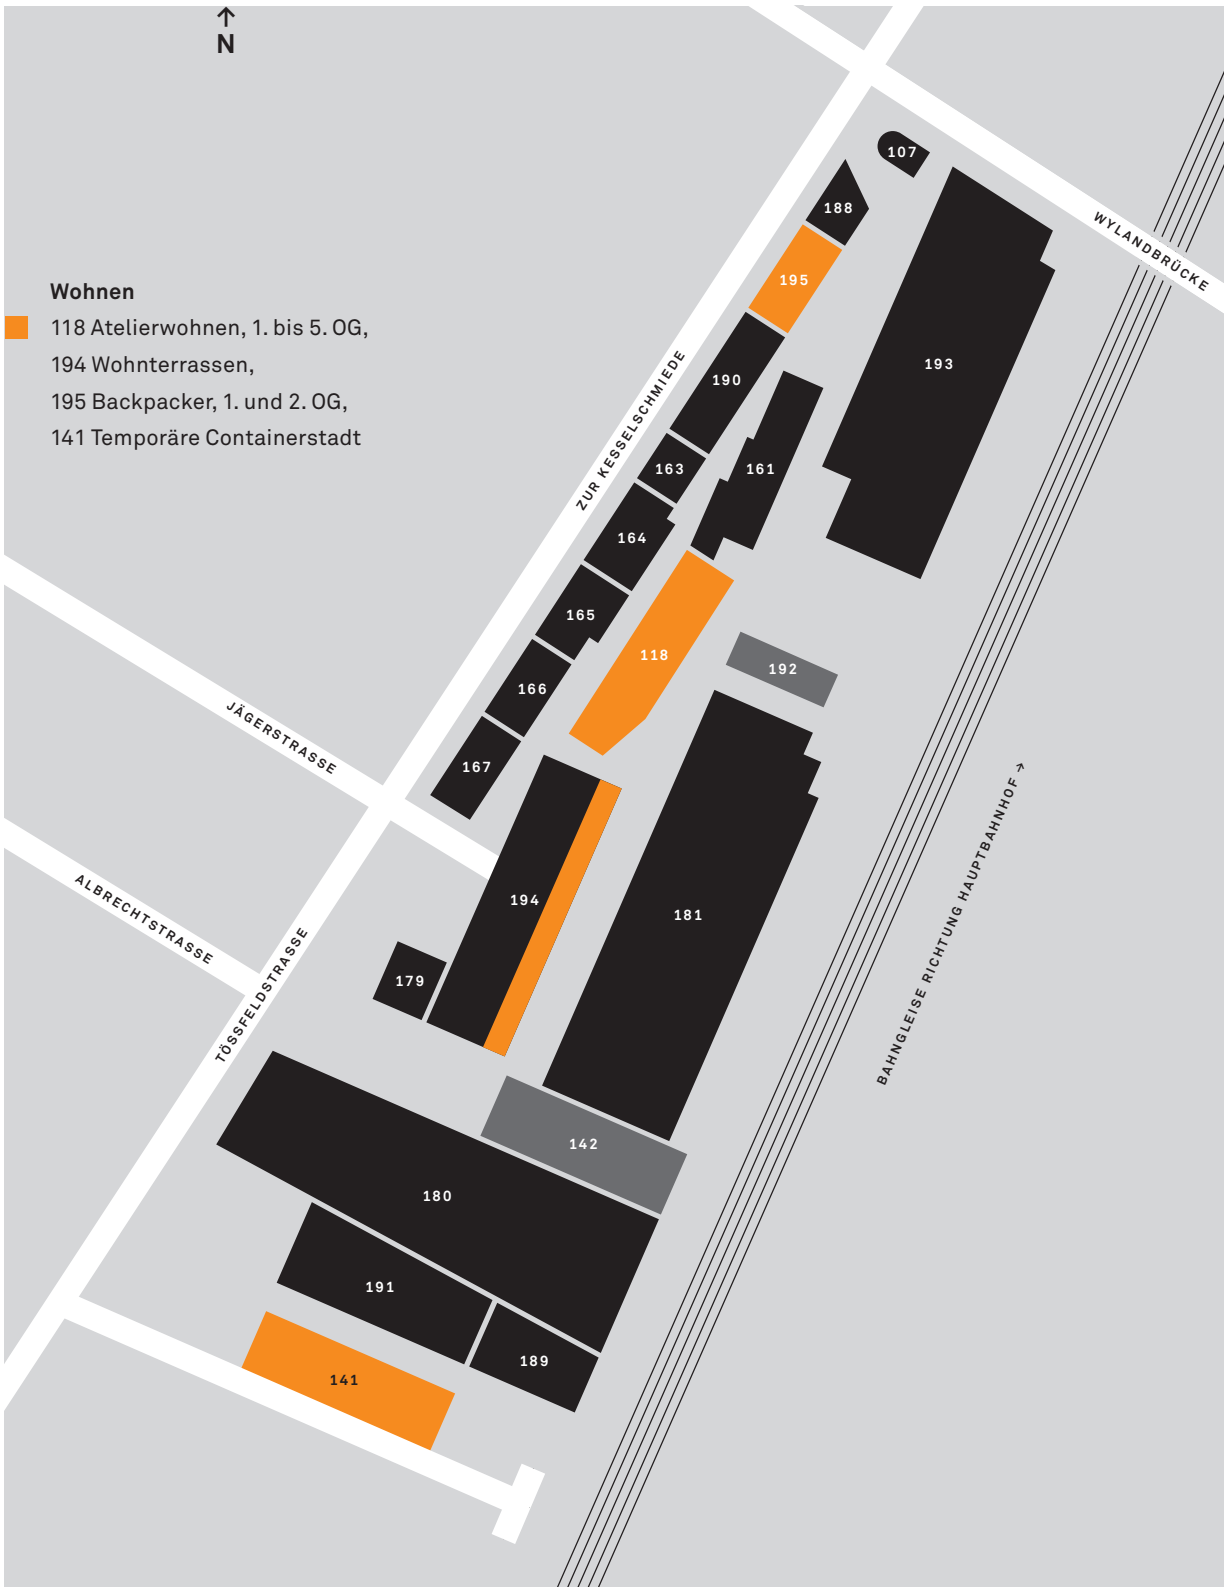 ↑
N
107
188
195
WYLANDBRÜCKE
Wohnen
118 Atelierwohnen, 1. bis 5. OG,
194 Wohnterrassen,
195 Backpacker, 1. und 2. OG,
141 Temporäre Containerstadt
193
190
ZUR KESSELSCHMIEDE
163
161
164
165
118
192
166
JÄGERSTRASSE
167
BAHNGLEISE RICHTUNG HAUPTBAHNHOF →
194
181
ALBRECHTSTRASSE
179
TÖSSFELDSTRASSE
142
180
191
189
141